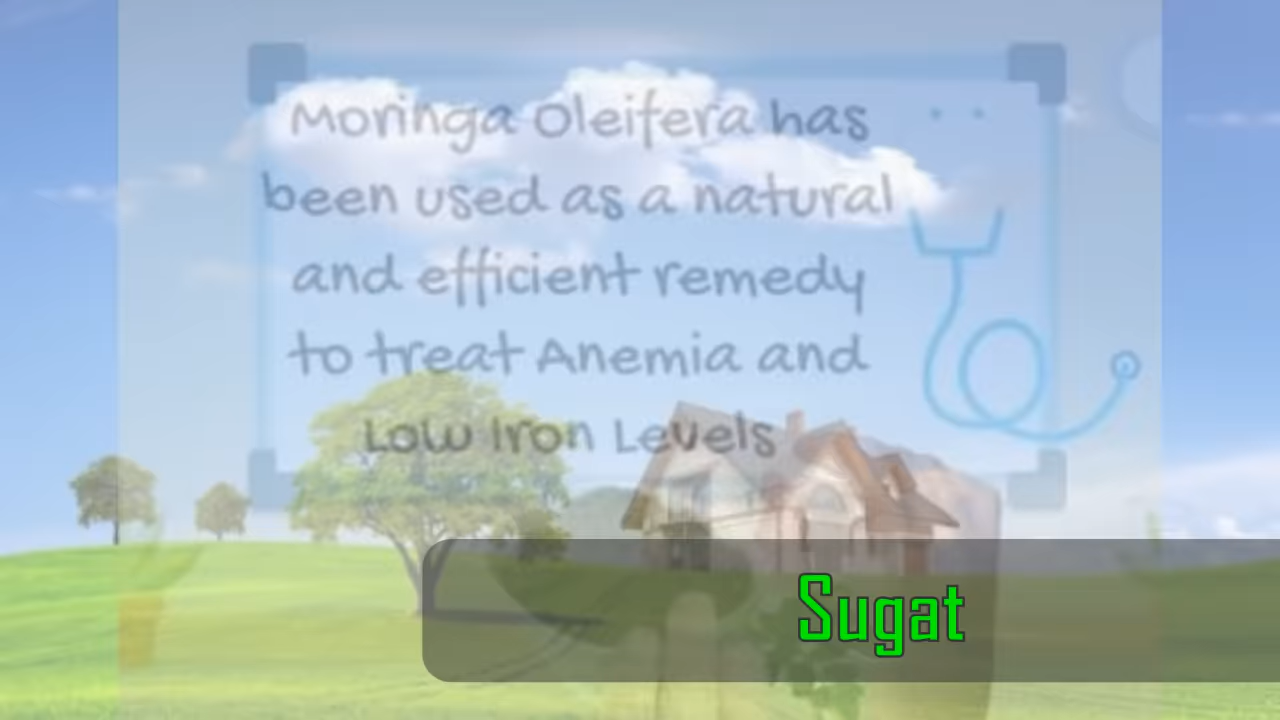 Moringa Oleifera has
been used as a natural
and efficient remedy
to treat Anemia and
Low Iron Levels
Sugat